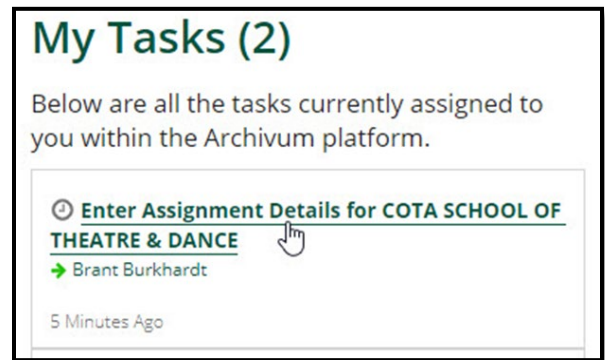 My Tasks (2)
Below are all the tasks currently assigned to
you within the Archivum platform.
Enter Assignment Details for COTA SCHOOL OF
THEATRE & DANCE
Brant Burkhardt
5 Minutes Ago